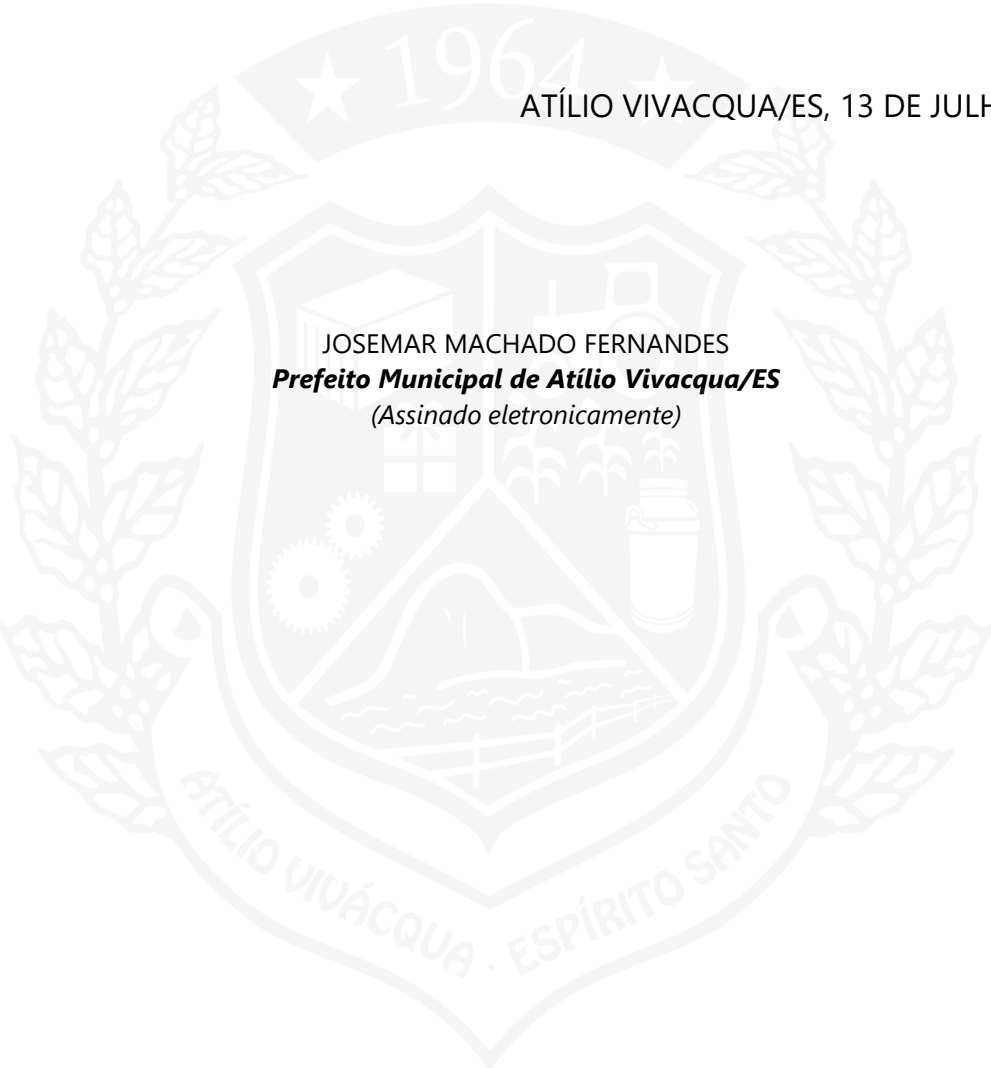 1964
ATÍLIO VIVACQUA/ES, 13 DE JULH
JOSEMAR MACHADO FERNANDES
Prefeito Municipal de Atílio Vivacqua/ES
(Assinado eletronicamente)
ATÍLIO VIVÁCQUA . ESPÍRITO SANTO